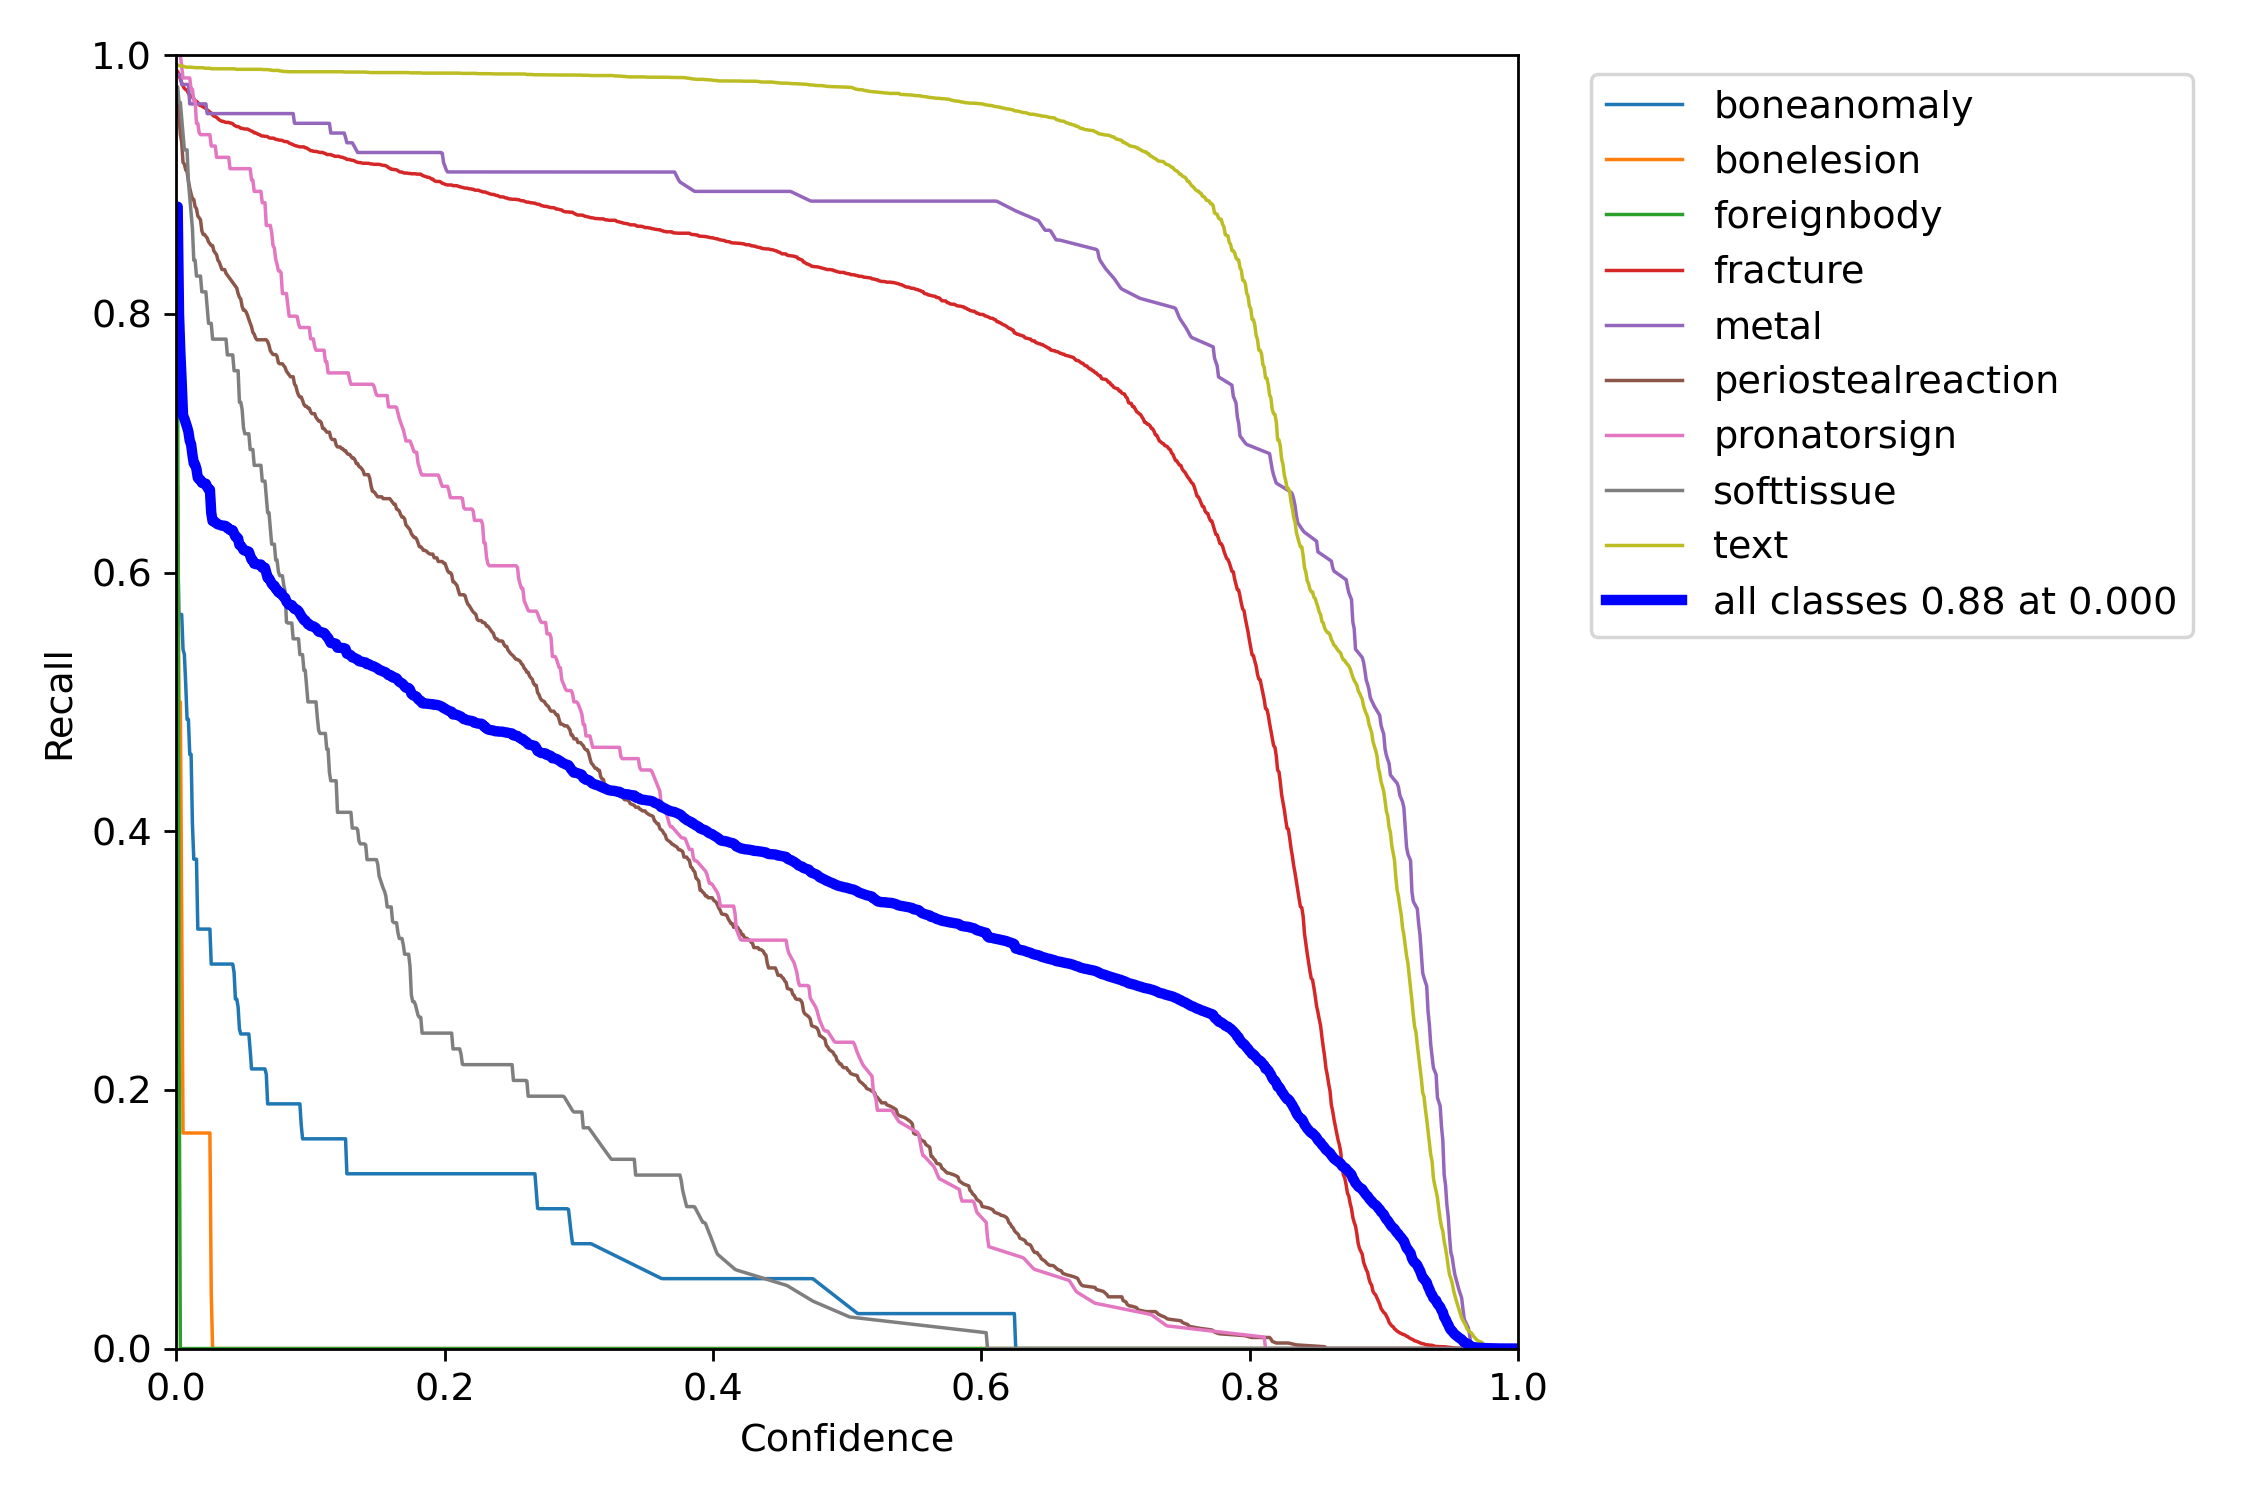 1.0
0.8
0.6
0.4
0.2
0.0
Recall
0.0 0.2 0.4 0.6 0.8 1.0
Confidence
boneanomaly
bonelesion
foreignbody
fracture
metal
periostealreaction
pronatorsign
softtissue
text
all classes 0.88 at 0.000